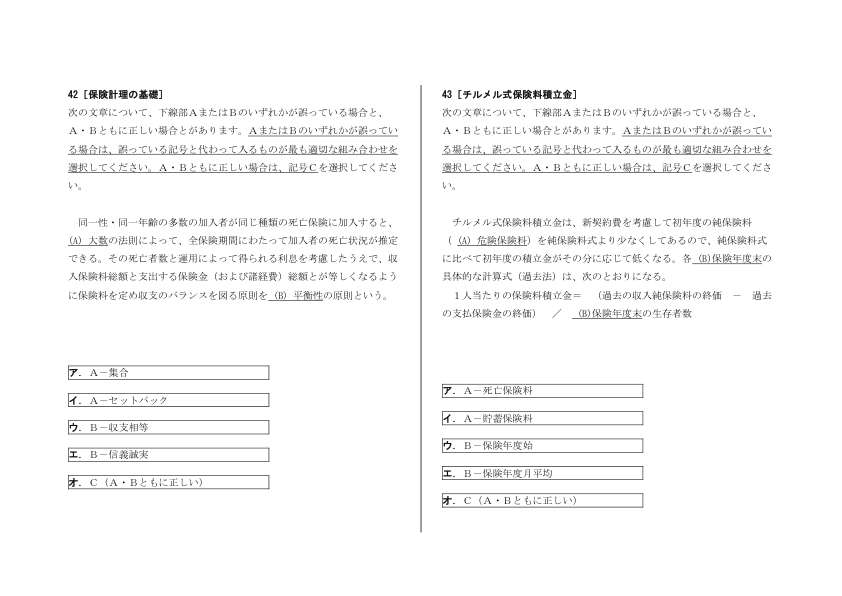 42［保険計理の基礎］
次の文章について、下線部ＡまたはＢのいずれかが誤っている場合と、
Ａ・Ｂともに正しい場合とがあります。ＡまたはＢのいずれかが誤ってい
る場合は、誤っている記号と代わって入るものが最も適切な組み合わせを
選択してください。Ａ・Ｂともに正しい場合は、記号Ｃを選択してくださ
い。
同一性・同一年齢の多数の加入者が同じ種類の死亡保険に加入すると、
(A) 大数の法則によって、全保険期間にわたって加入者の死亡状況が推定
できる。その死亡者数と運用によって得られる利息を考慮したうえで、収
入保険料総額と支出する保険金（および諸経費）総額とが等しくなるよう
に保険料を定め収支のバランスを図る原則を (B) 平衡性の原則という。
ア．Ａ－集合
イ．Ａ－セットバック
ウ．Ｂ－収支相等
エ．Ｂ－信義誠実
オ．Ｃ（Ａ・Ｂともに正しい）
43［チルメル式保険料積立金］
次の文章について、下線部ＡまたはＢのいずれかが誤っている場合と、
Ａ・Ｂともに正しい場合とがあります。ＡまたはＢのいずれかが誤ってい
る場合は、誤っている記号と代わって入るものが最も適切な組み合わせを
選択してください。Ａ・Ｂともに正しい場合は、記号Ｃを選択してくださ
い。
チルメル式保険料積立金は、新契約費を考慮して初年度の純保険料
（ (A) 危険保険料）を純保険料式より少なくしてあるので、純保険料式
に比べて初年度の積立金がその分に応じて低くなる。各 (B)保険年度末の
具体的な計算式（過去法）は、次のとおりになる。
１人当たりの保険料積立金＝　（過去の収入純保険料の終価　－　過去
の支払保険金の終価）　／　(B)保険年度末の生存者数
ア．Ａ－死亡保険料
イ．Ａ－貯蓄保険料
ウ．Ｂ－保険年度始
エ．Ｂ－保険年度月平均
オ．Ｃ（Ａ・Ｂともに正しい）